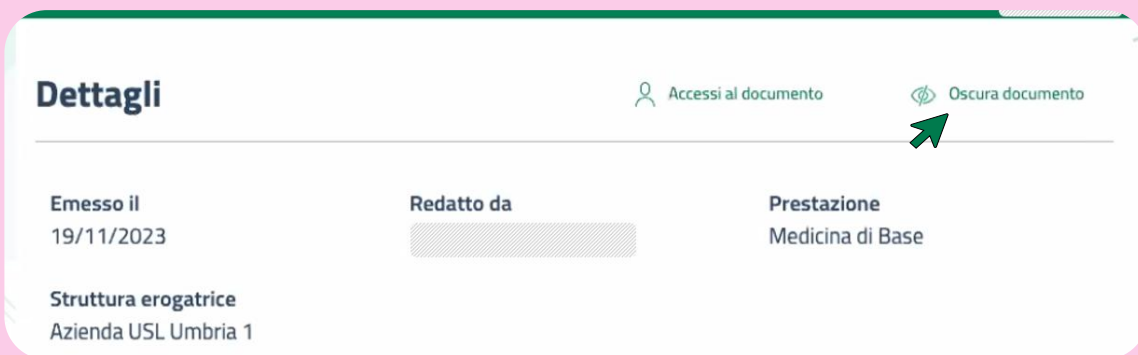 Dettagli
Accessi al documento
Oscura documento
Emesso il
19/11/2023
Redatto da
Prestazione
Medicina di Base
Struttura erogatrice
Azienda USL Umbria 1